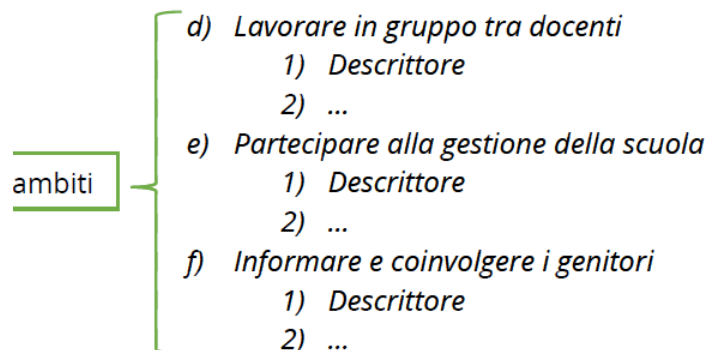 d) Lavorare in gruppo tra docenti
1) Descrittore
2) ...
e) Partecipare alla gestione della scuola
ambiti
1) Descrittore
2) ...
f) Informare e coinvolgere i genitori
1) Descrittore
2) ...